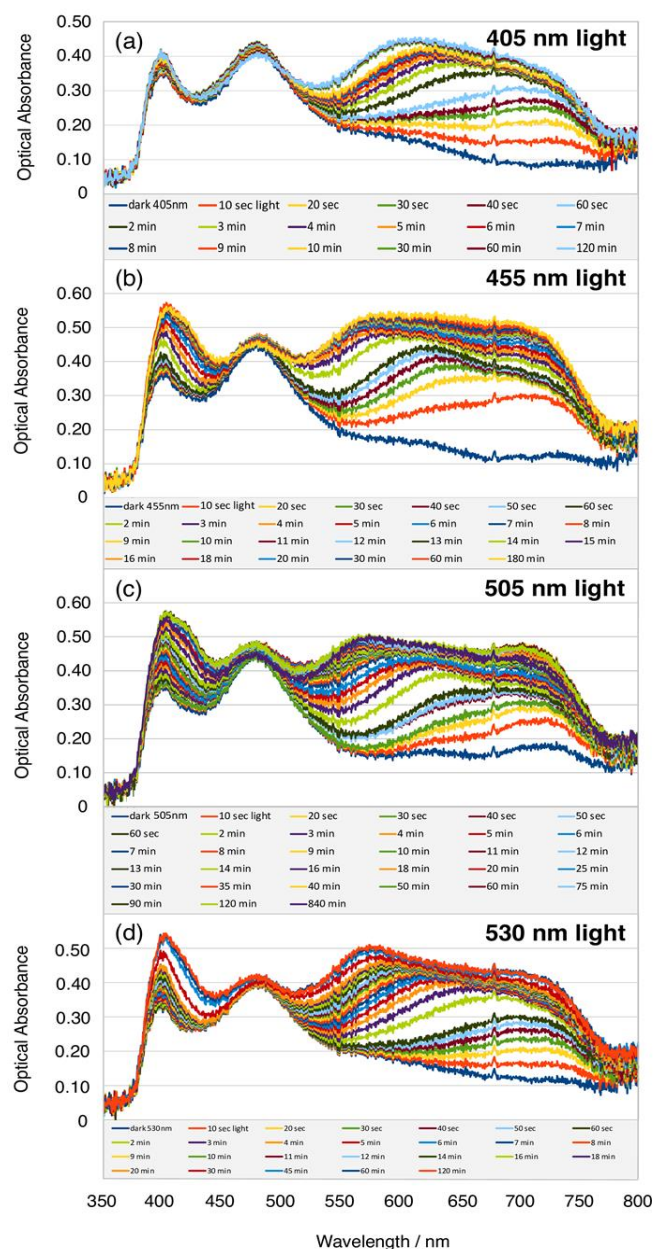 (a) 405 nm light
Optical Absorbance
0.50
0.40
0.30
0.20
0.10
0
dark 405nm 10 sec light 20 sec 30 sec 40 sec 60 sec
2 min 3 min 4 min 5 min 6 min 7 min
8 min 9 min 10 min 30 min 60 min 120 min
(b) 455 nm light
Optical Absorbance
0.60
0.50
0.40
0.30
0.20
0.10
0
dark 455nm 10 sec light 20 sec 30 sec 40 sec 50 sec 60 sec
2 min 3 min 4 min 5 min 6 min 7 min 8 min
9 min 10 min 11 min 12 min 13 min 14 min 15 min
16 min 18 min 20 min 30 min 60 min 180 min
(c) 505 nm light
Optical Absorbance
0.60
0.50
0.40
0.30
0.20
0.10
0
dark 505nm 10 sec light 20 sec 30 sec 40 sec 50 sec
60 sec 2 min 3 min 4 min 5 min 6 min
7 min 8 min 9 min 10 min 11 min 12 min
13 min 14 min 16 min 18 min 20 min 25 min
30 min 35 min 40 min 50 min 60 min 75 min
90 min 120 min 840 min
(d) 530 nm light
Optical Absorbance
0.50
0.40
0.30
0.20
0.10
0
dark 530nm 10 sec light 20 sec 30 sec 40 sec 50 sec 60 sec
2 min 3 min 4 min 5 min 6 min 7 min 8 min
9 min 10 min 11 min 12 min 14 min 16 min 18 min
20 min 30 min 45 min 60 min 120 min
350 400 450 500 550 600 650 700 750 800
Wavelength / nm